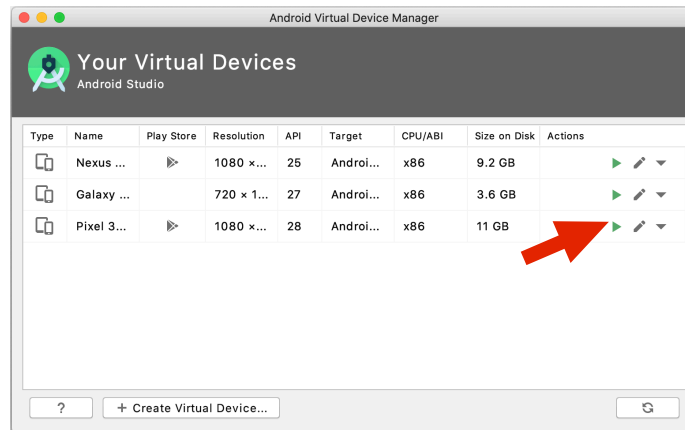 Android Virtual Device Manager
Your Virtual Devices
Android Studio
Type Name Play Store Resolution API Target CPU/ABI Size on Disk Actions
Nexus ... 1080 ×... 25 Androi... x86 9.2 GB
Galaxy ... 720 × 1... 27 Androi... x86 3.6 GB
Pixel 3... 1080 ×... 28 Androi... x86 11 GB
? + Create Virtual Device...